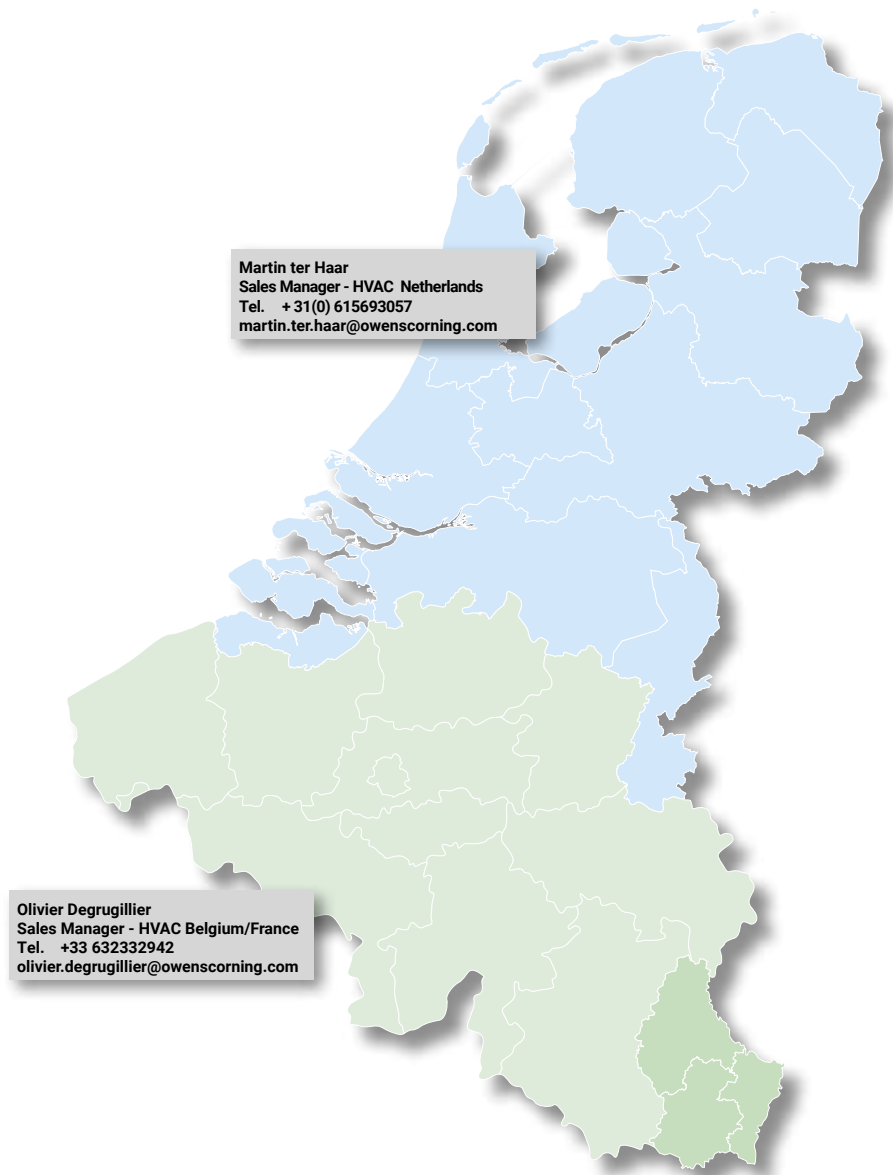 Martin ter Haar
Sales Manager - HVAC Netherlands
Tel. + 31(0) 615693057
martin.ter.haar@owenscorning.com
Olivier Degrugillier
Sales Manager - HVAC Belgium/France
Tel. +33 632332942
olivier.degrugillier@owenscorning.com